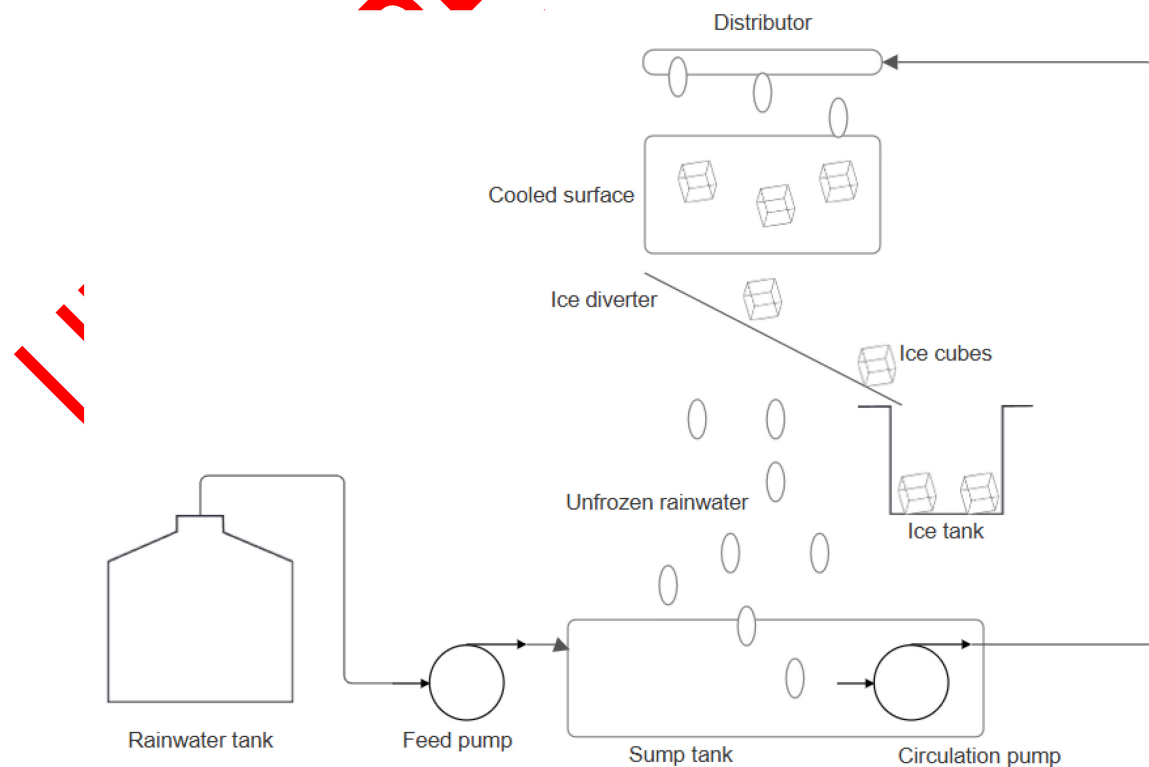 Distributor
Cooled surface
Ice diverter
Ice cubes
Unfrozen rainwater
Ice tank
Rainwater tank
Feed pump
Sump tank
Circulation pump